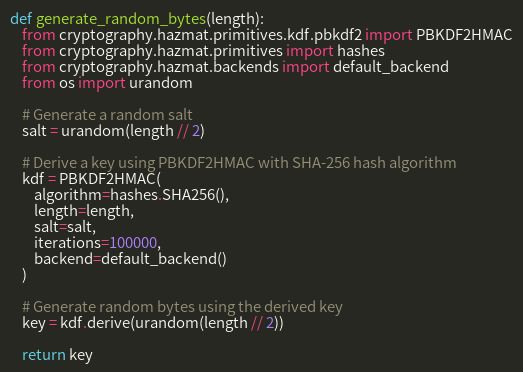 def generate_random_bytes(length):
    from cryptography.hazmat.primitives.kdf.pbkdf2 import PBKDF2HMAC
    from cryptography.hazmat.primitives import hashes
    from cryptography.hazmat.backends import default_backend
    from os import urandom

    # Generate a random salt
    salt = urandom(length // 2)

    # Derive a key using PBKDF2HMAC with SHA-256 hash algorithm
    kdf = PBKDF2HMAC(
        algorithm=hashes.SHA256(),
        length=length,
        salt=salt,
        iterations=100000,
        backend=default_backend()
    )

    # Generate random bytes using the derived key
    key = kdf.derive(urandom(length // 2))

    return key